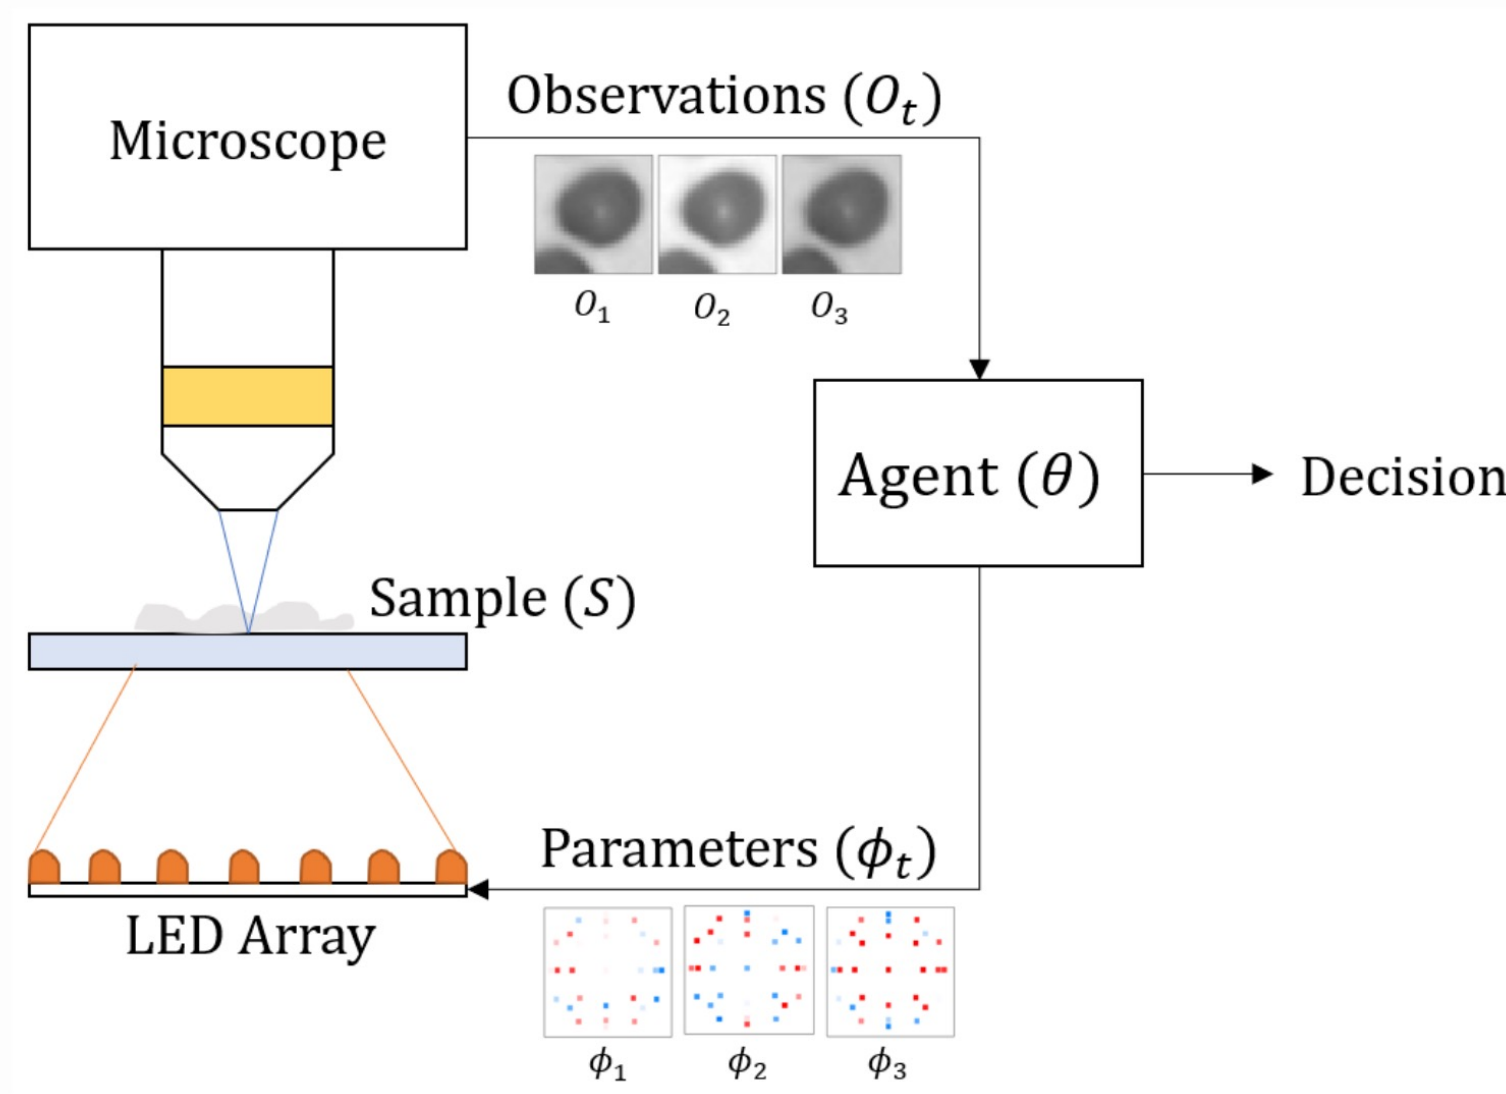 Observations (O_t)
Microscope
O_1 O_2 O_3
Agent (θ)
Decision
Sample (S)
Parameters (ϕ_t)
LED Array
ϕ_1 ϕ_2 ϕ_3